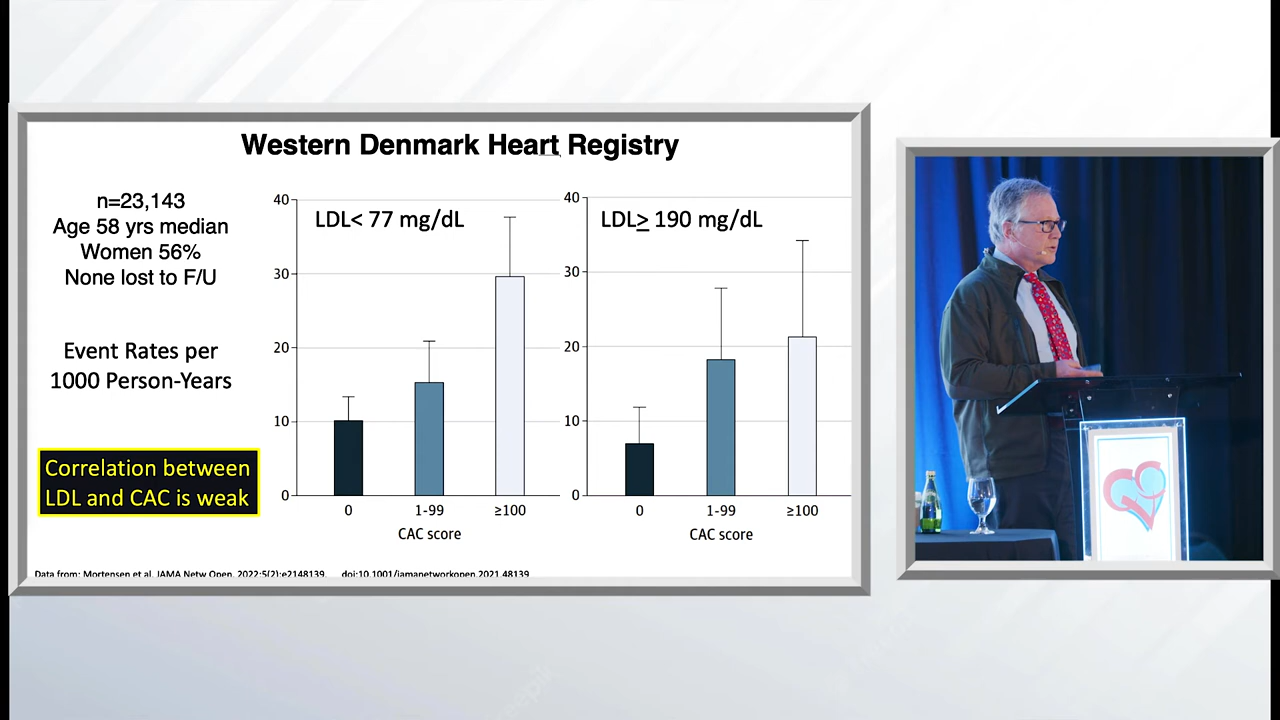 Western Denmark Heart Registry
n=23,143
Age 58 yrs median
Women 56%
None lost to F/U
Event Rates per
1000 Person-Years
Correlation between
LDL and CAC is weak
LDL< 77 mg/dL
40
30
20
10
0
0 1-99 ≥100
CAC score
LDL≥ 190 mg/dL
40
30
20
10
0
0 1-99 ≥100
CAC score
Data from: Mortensen et al. JAMA Netw Open. 2022;5(2):e2148139. doi:10.1001/jamanetworkopen.2021.48139